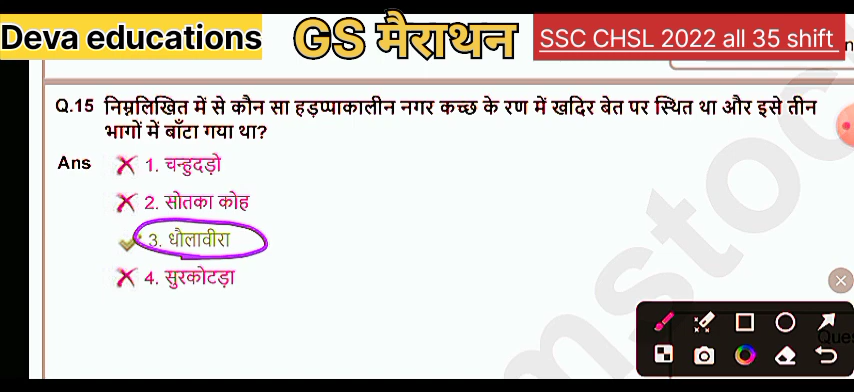 Deva educations GS मैराथन SSC CHSL 2022 all 35 shift
Q.15 निम्नलिखित में से कौन सा हड़प्पाकालीन नगर कच्छ के रण में खदिर बेत पर स्थित था और इसे तीन
भागों में बाँटा गया था?
Ans 1. चन्हुदड़ो
2. सोतका कोह
3. धौलावीरा
4. सुरकोटड़ा